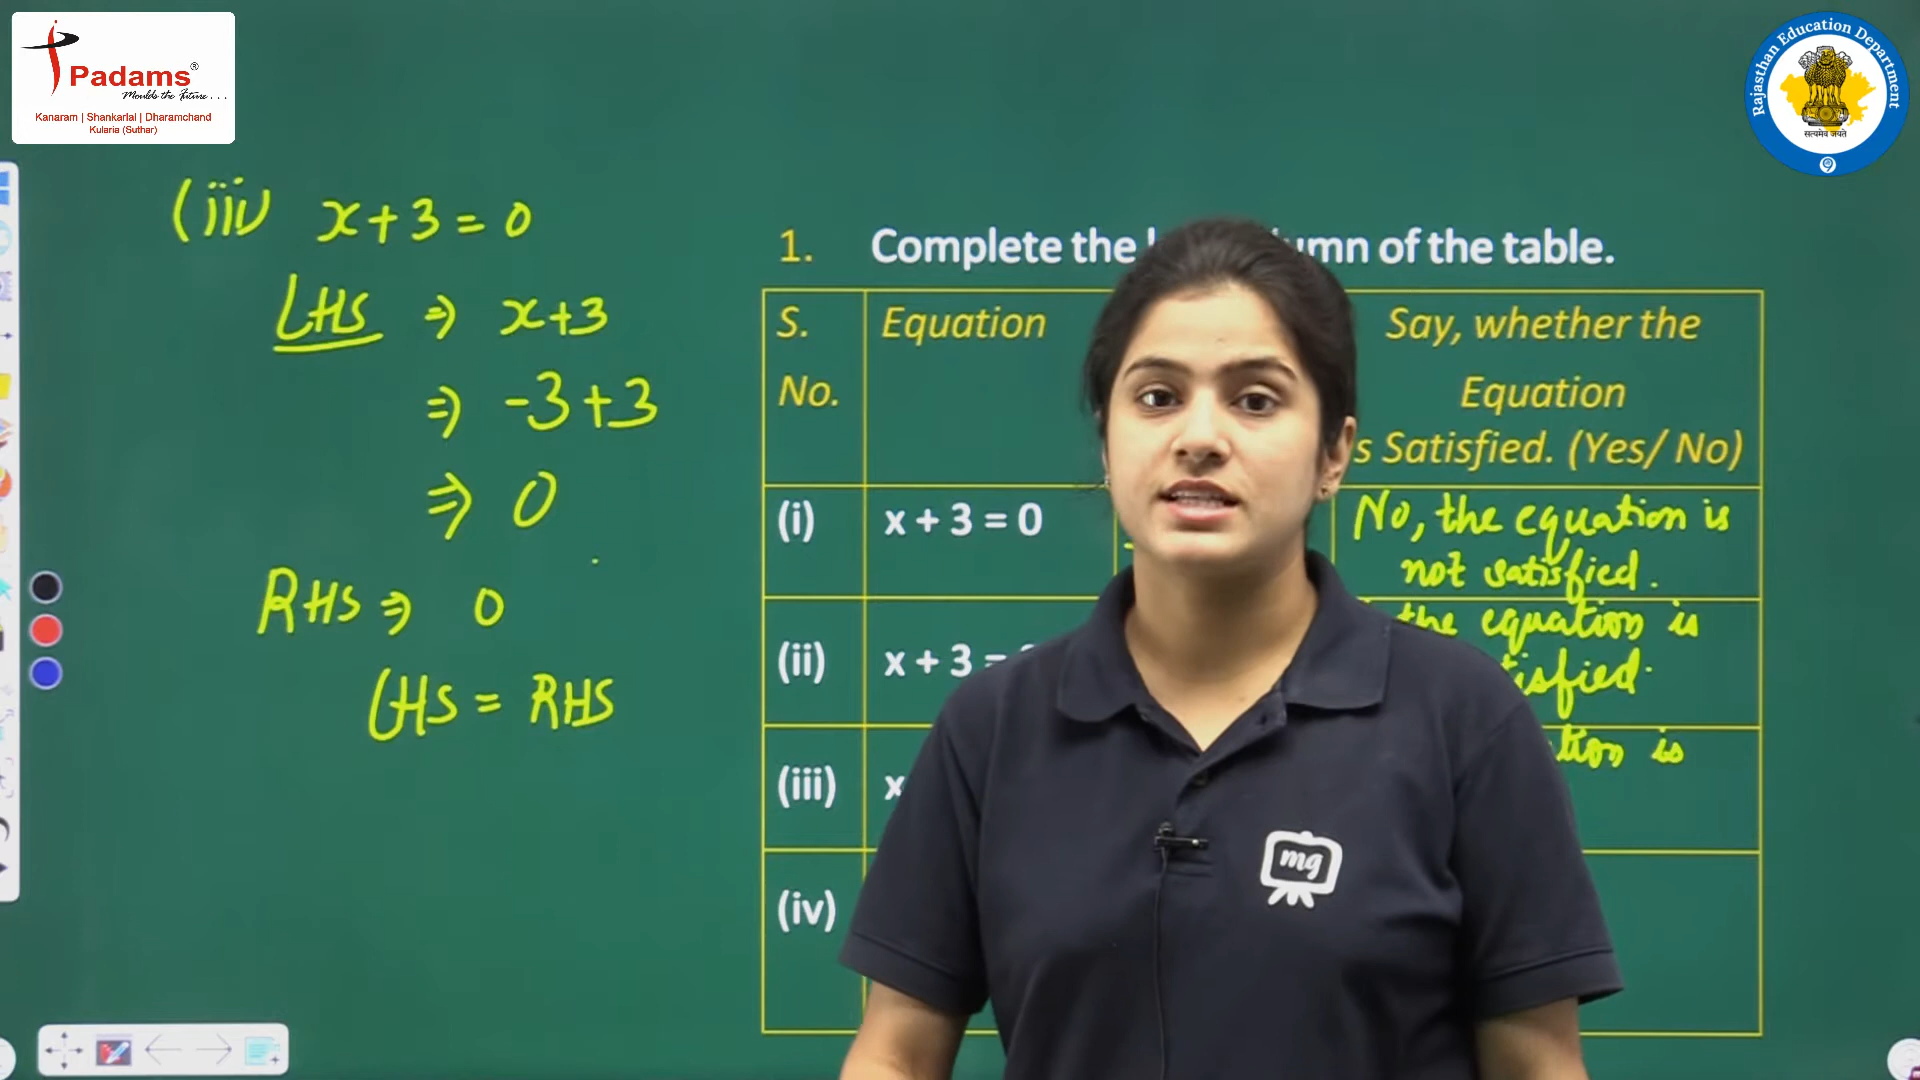 Padams®
Moulds the Future...
Kanaram | Shankarlal | Dharamchand
Kularia (Suthar)
Rajasthan Education Department
सत्यमेव जयते
(iii) x+3=0
LHS ⇒ x+3
⇒ -3+3
⇒ 0
RHS ⇒ 0
LHS = RHS
1. Complete the of the table.
S. No.
Equation
Say, whether the
Equation
s Satisfied. (Yes/ No)
(i) x + 3 = 0
No, the equation is
not satisfied.
(ii) x + 3 =
the equation is
(iii) x
is
(iv)
mg